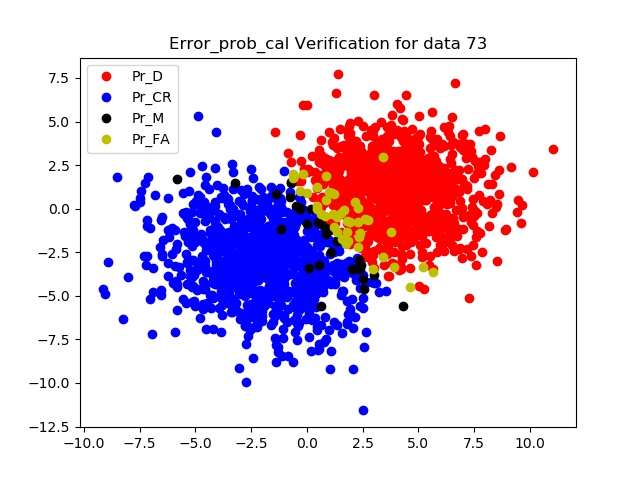 Error_prob_cal Verification for data 73
Pr_D
Pr_CR
Pr_M
Pr_FA
7.5
5.0
2.5
0.0
−2.5
−5.0
−7.5
−10.0
−12.5
−10.0 −7.5 −5.0 −2.5 0.0 2.5 5.0 7.5 10.0